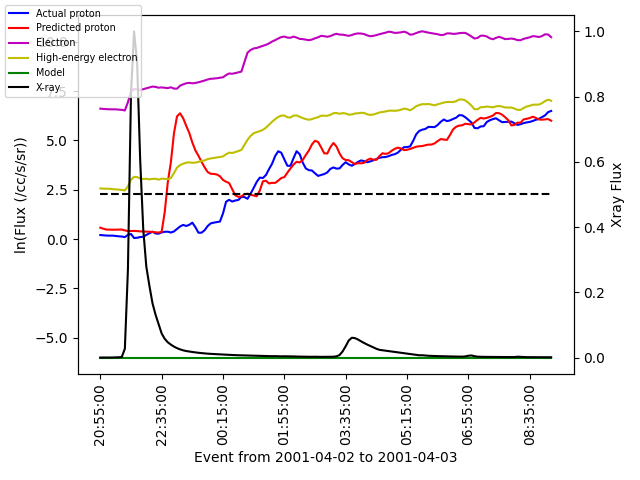 Actual proton
Predicted proton
Electron
High-energy electron
Model
X-ray
7.5
5.0
2.5
0.0
−2.5
−5.0
ln(Flux (/cc/s/sr))
1.0
0.8
0.6
0.4
0.2
0.0
Xray Flux
20:55:00
22:35:00
00:15:00
01:55:00
03:35:00
05:15:00
06:55:00
08:35:00
Event from 2001-04-02 to 2001-04-03